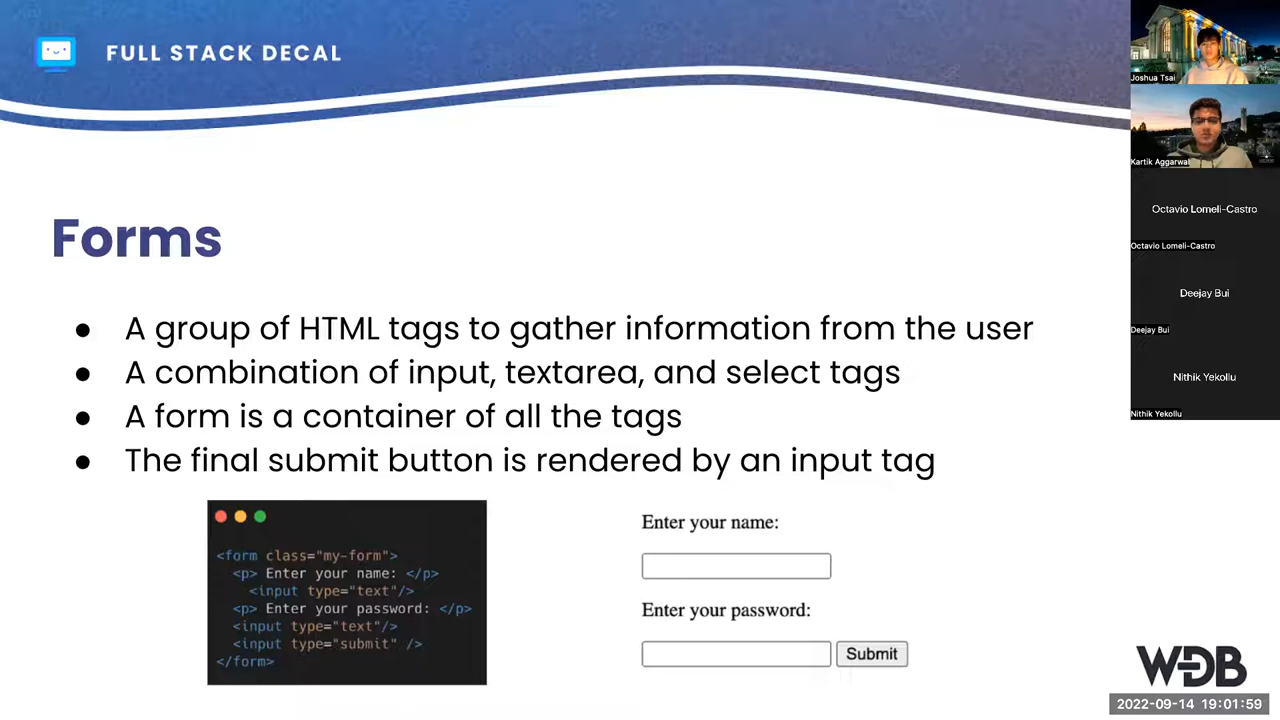 FULL STACK DECAL
Forms
● A group of HTML tags to gather information from the user
● A combination of input, textarea, and select tags
● A form is a container of all the tags
● The final submit button is rendered by an input tag
<form class="my-form">
<p> Enter your name: </p>
<input type="text"/>
<p> Enter your password: </p>
<input type="text"/>
<input type="submit" />
</form>
Enter your name:
Enter your password:
Submit
Joshua Tsai
Kartik Aggarwal
Octavio Lomeli-Castro
Octavio Lomeli-Castro
Deejay Bui
Deejay Bui
Nithik Yekollu
Nithik Yekollu
WDB
2022-09-14 19:01:59